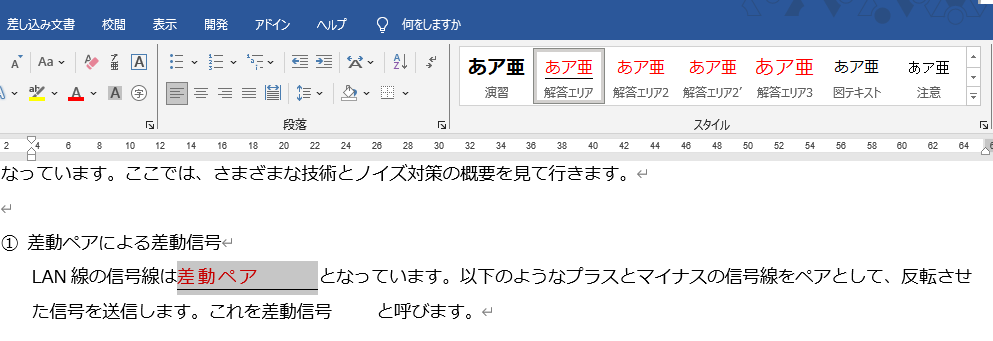 差し込み文書 校閲 表示 開発 アドイン ヘルプ 何をしますか
A Aa A ア亜 A A↓Z
A ab A A 字
段落 スタイル
あア亜 あア亜 あア亜 あア亜 あア亜 あア亜 あア亜
演習 解答エリア 解答エリア2 解答エリア2’ 解答エリア3 図テキスト 注意
2 4 6 8 10 12 14 16 18 20 22 24 26 28 30 32 34 36 38 40 42 44 46 48 50 52 54 56 58 60 62 64
なっています。ここでは、さまざまな技術とノイズ対策の概要を見て行きます。
① 差動ペアによる差動信号
LAN 線の信号線は差動ペア となっています。以下のようなプラスとマイナスの信号線をペアとして、反転させ
た信号を送信します。これを差動信号 と呼びます。